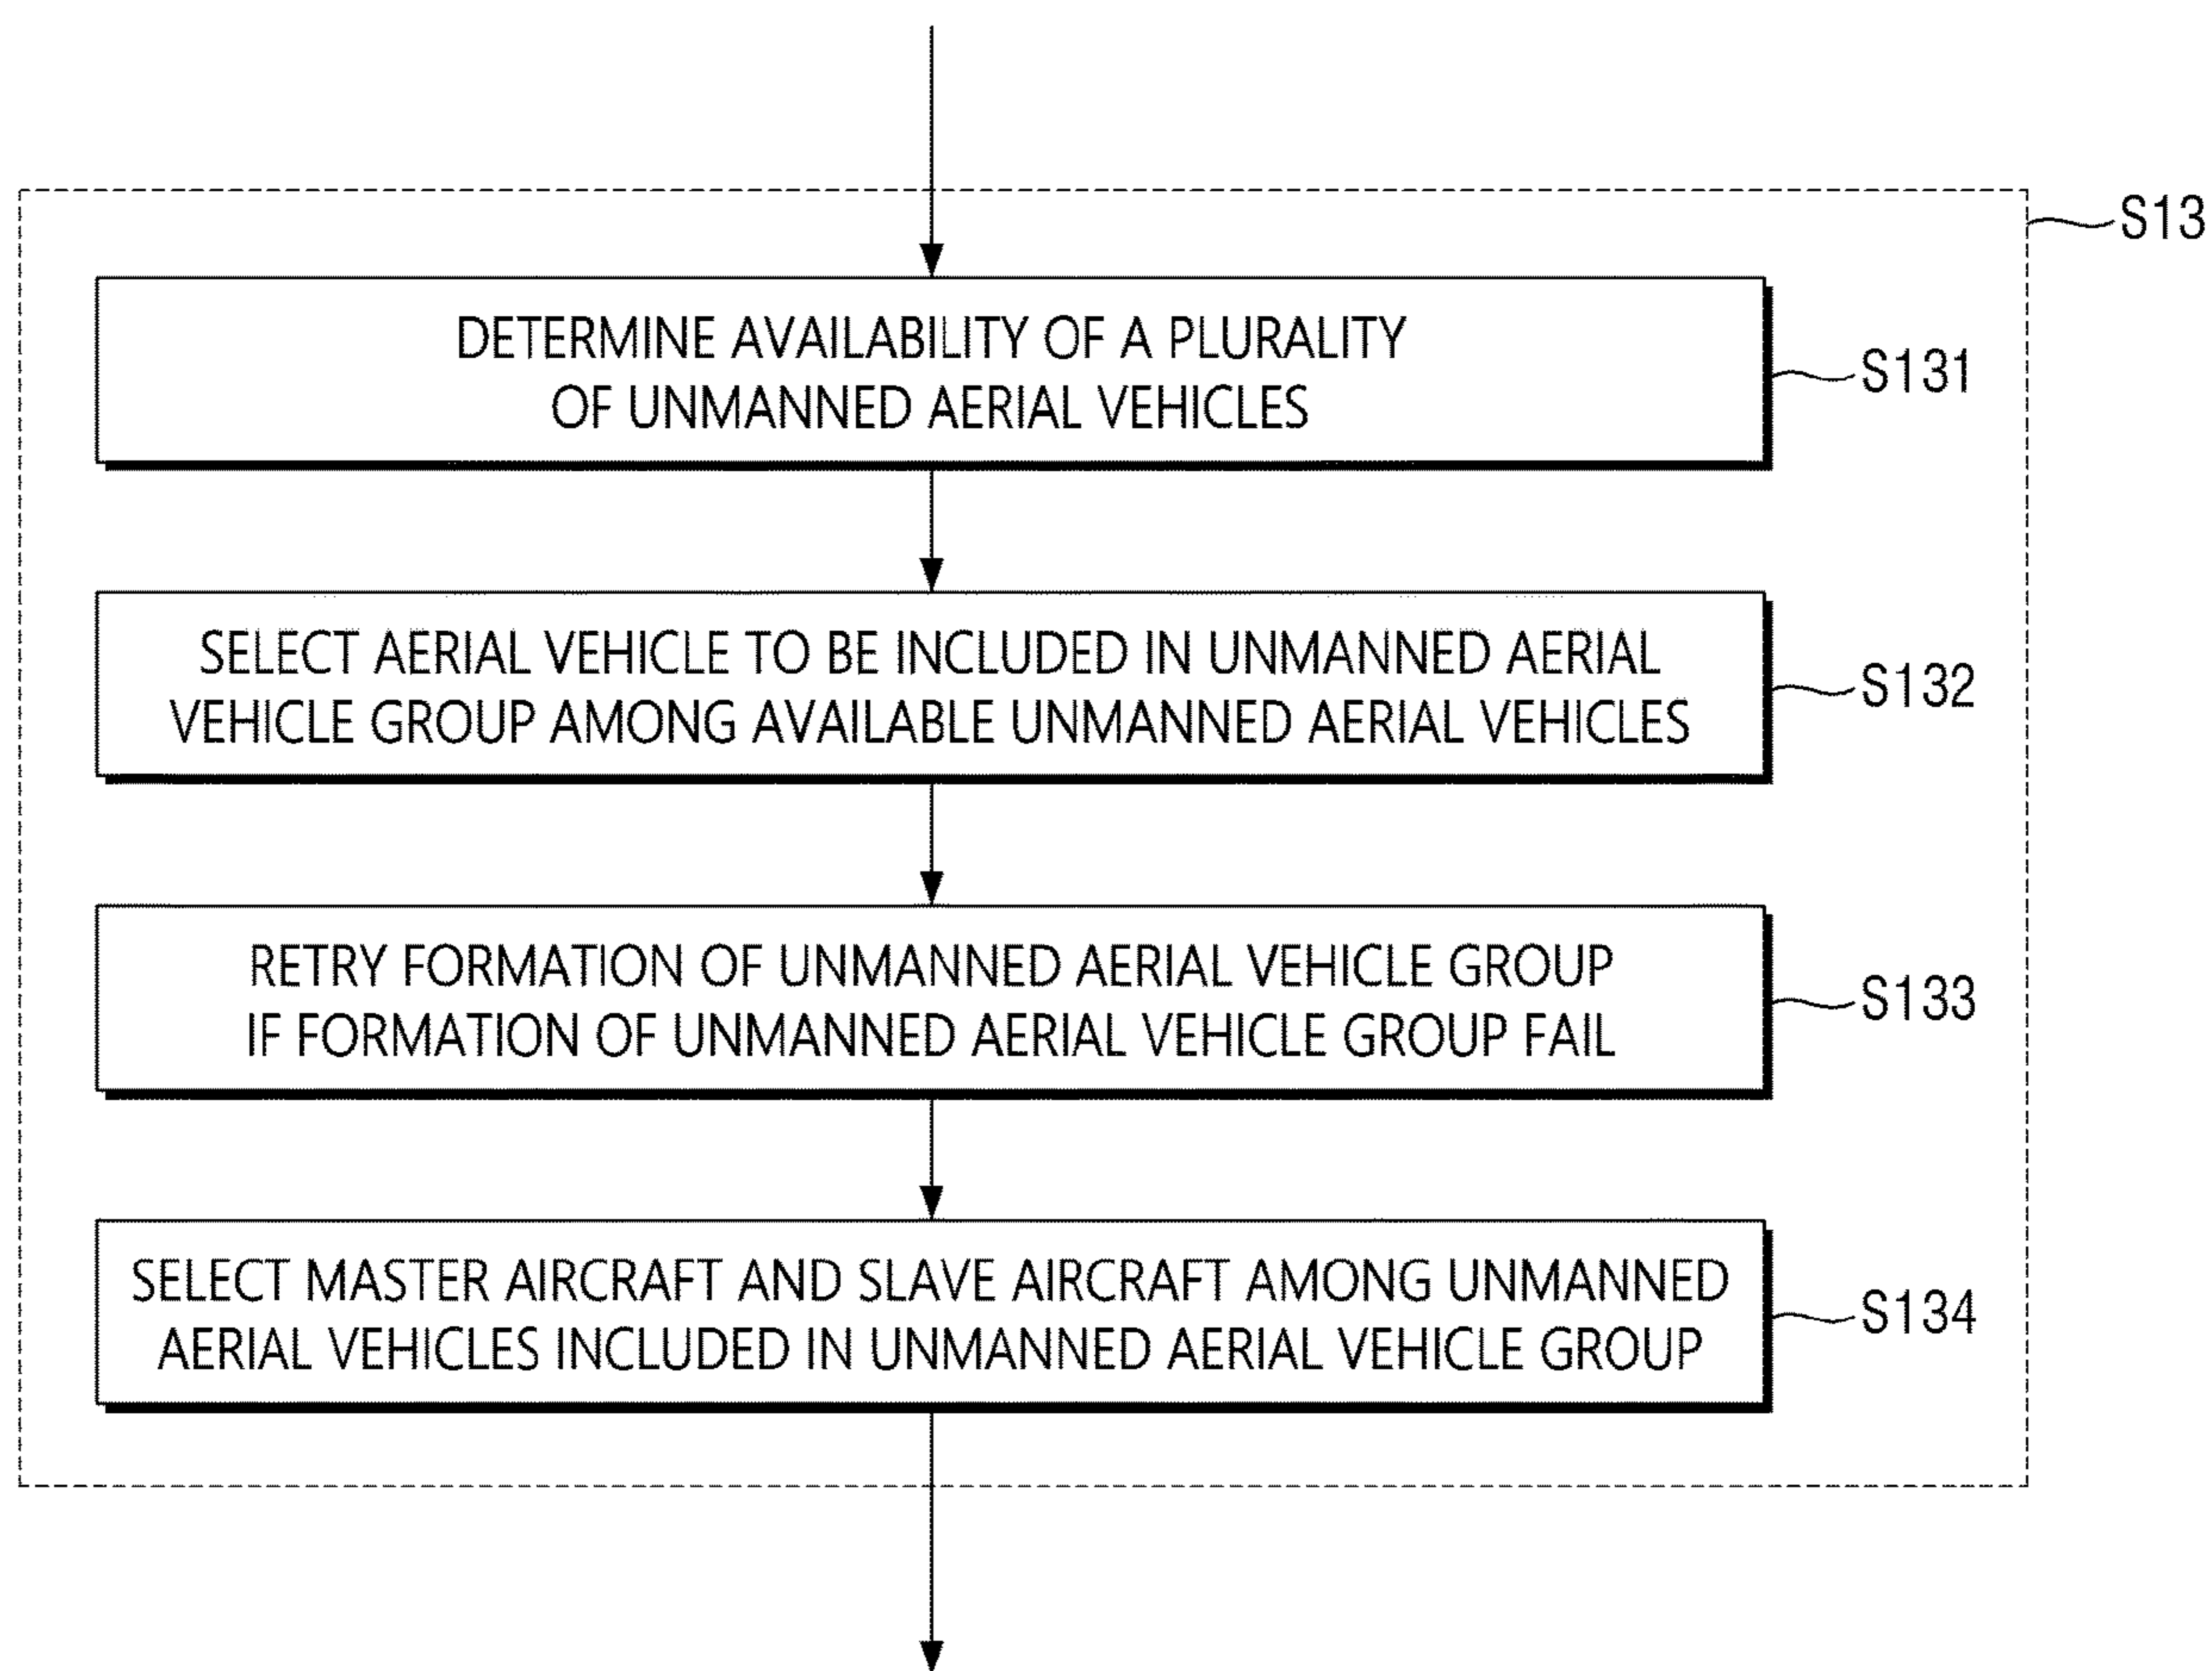 S13
DETERMINE AVAILABILITY OF A PLURALITY
OF UNMANNED AERIAL VEHICLES
S131
SELECT AERIAL VEHICLE TO BE INCLUDED IN UNMANNED AERIAL
VEHICLE GROUP AMONG AVAILABLE UNMANNED AERIAL VEHICLES
S132
RETRY FORMATION OF UNMANNED AERIAL VEHICLE GROUP
IF FORMATION OF UNMANNED AERIAL VEHICLE GROUP FAIL
S133
SELECT MASTER AIRCRAFT AND SLAVE AIRCRAFT AMONG UNMANNED
AERIAL VEHICLES INCLUDED IN UNMANNED AERIAL VEHICLE GROUP
S134